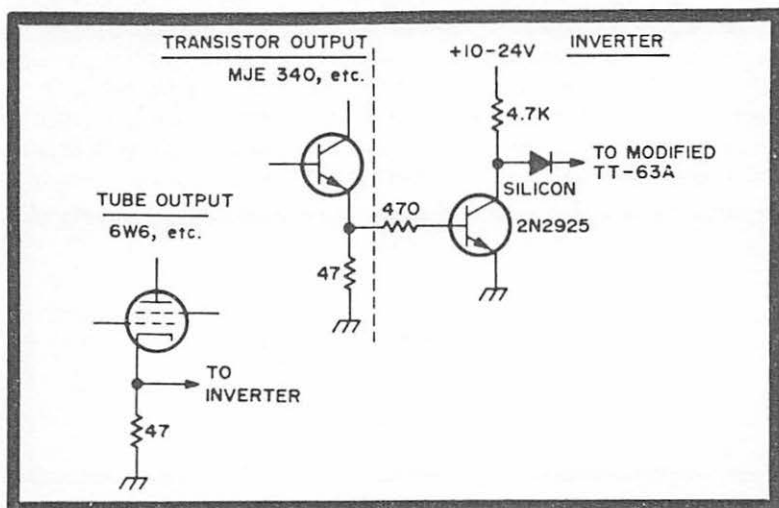 TRANSISTOR OUTPUT
MJE 340, etc.
+10-24V
INVERTER
4.7K
TO MODIFIED
TT-63A
SILICON
TUBE OUTPUT
6W6, etc.
470
2N2925
47
TO
INVERTER
47